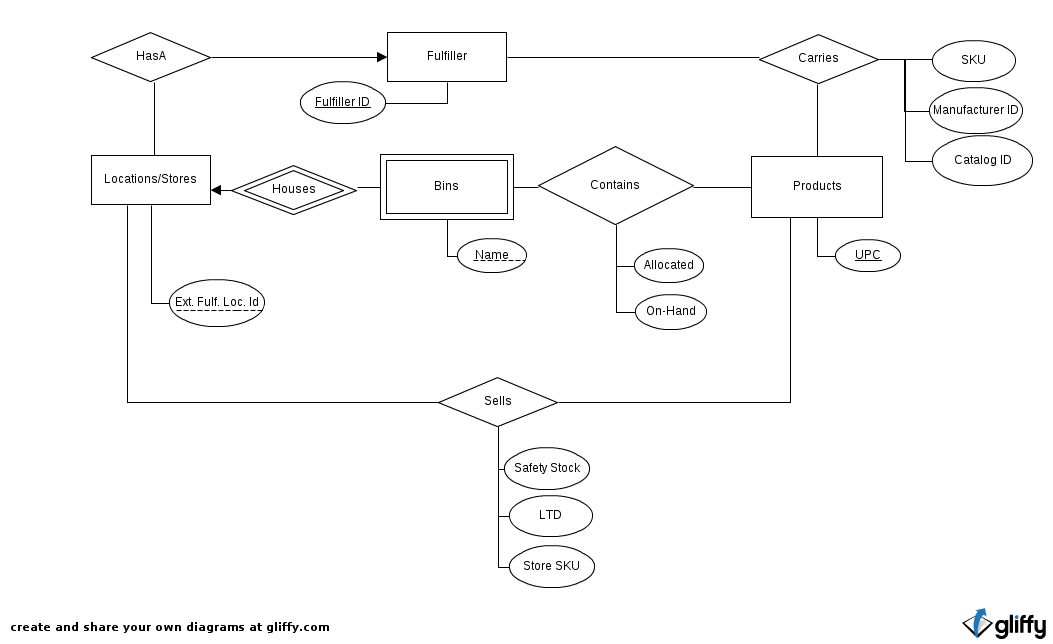 HasA
Fulfiller
Carries
SKU
Fulfiller ID
Manufacturer ID
Catalog ID
Locations/Stores
Houses
Bins
Contains
Products
Name
UPC
Allocated
Ext. Fulf. Loc. Id
On-Hand
Sells
Safety Stock
LTD
Store SKU
create and share your own diagrams at gliffy.com
gliffy